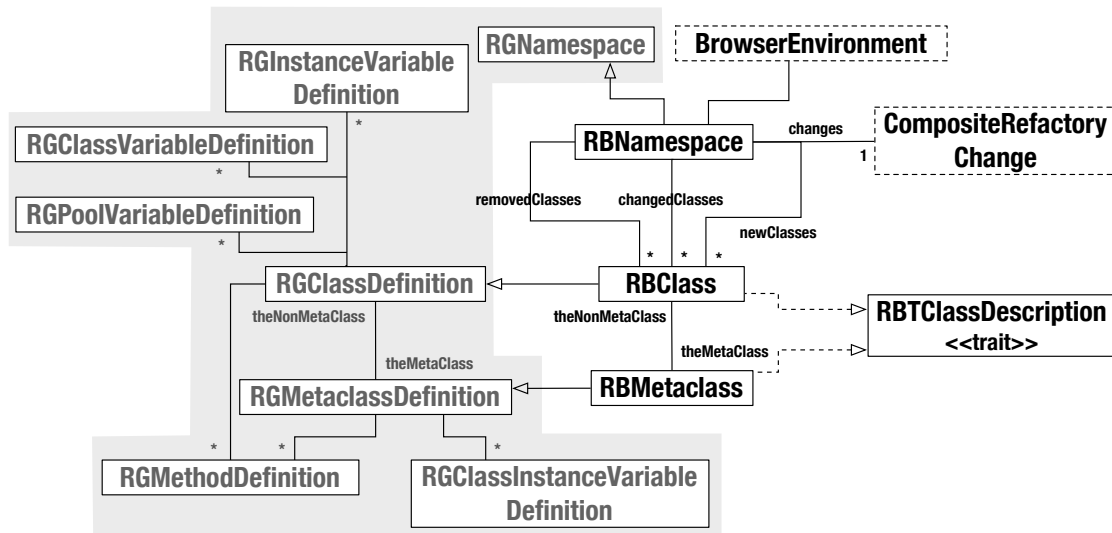 RGNamespace
BrowserEnvironment
RGInstanceVariable
Definition
*
RGClassVariableDefinition
*
RBNamespace
changes
1
CompositeRefactory
Change
RGPoolVariableDefinition
*
removedClasses
changedClasses
newClasses
*
*
*
RGClassDefinition
RBClass
theNonMetaClass
theNonMetaClass
RBTClassDescription
<<trait>>
theMetaClass
theMetaClass
RGMetaclassDefinition
RBMetaclass
*
*
*
RGMethodDefinition
RGClassInstanceVariable
Definition